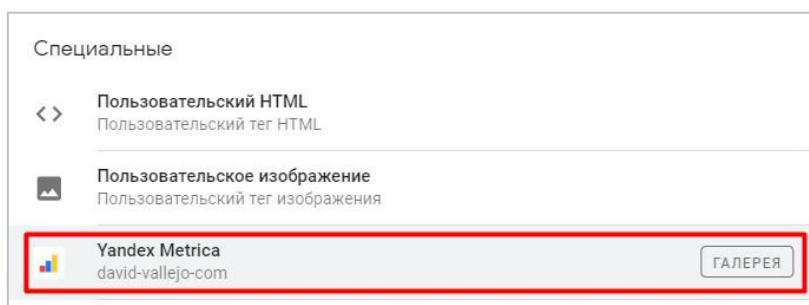 Специальные
Пользовательский HTML
Пользовательский тег HTML
Пользовательское изображение
Пользовательский тег изображения
Yandex Metrica
david-vallejo-com
ГАЛЕРЕЯ